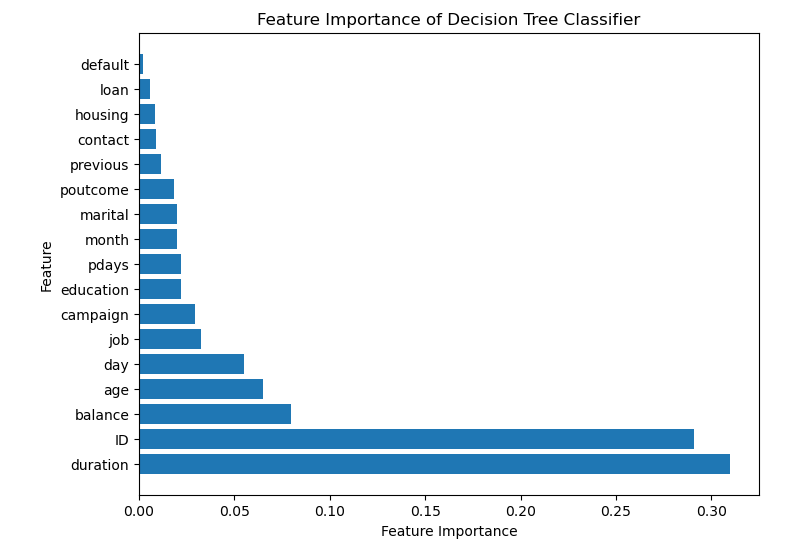 Feature Importance of Decision Tree Classifier
default
loan
housing
contact
previous
poutcome
marital
month
pdays
education
campaign
job
day
age
balance
ID
duration
Feature
0.00 0.05 0.10 0.15 0.20 0.25 0.30
Feature Importance